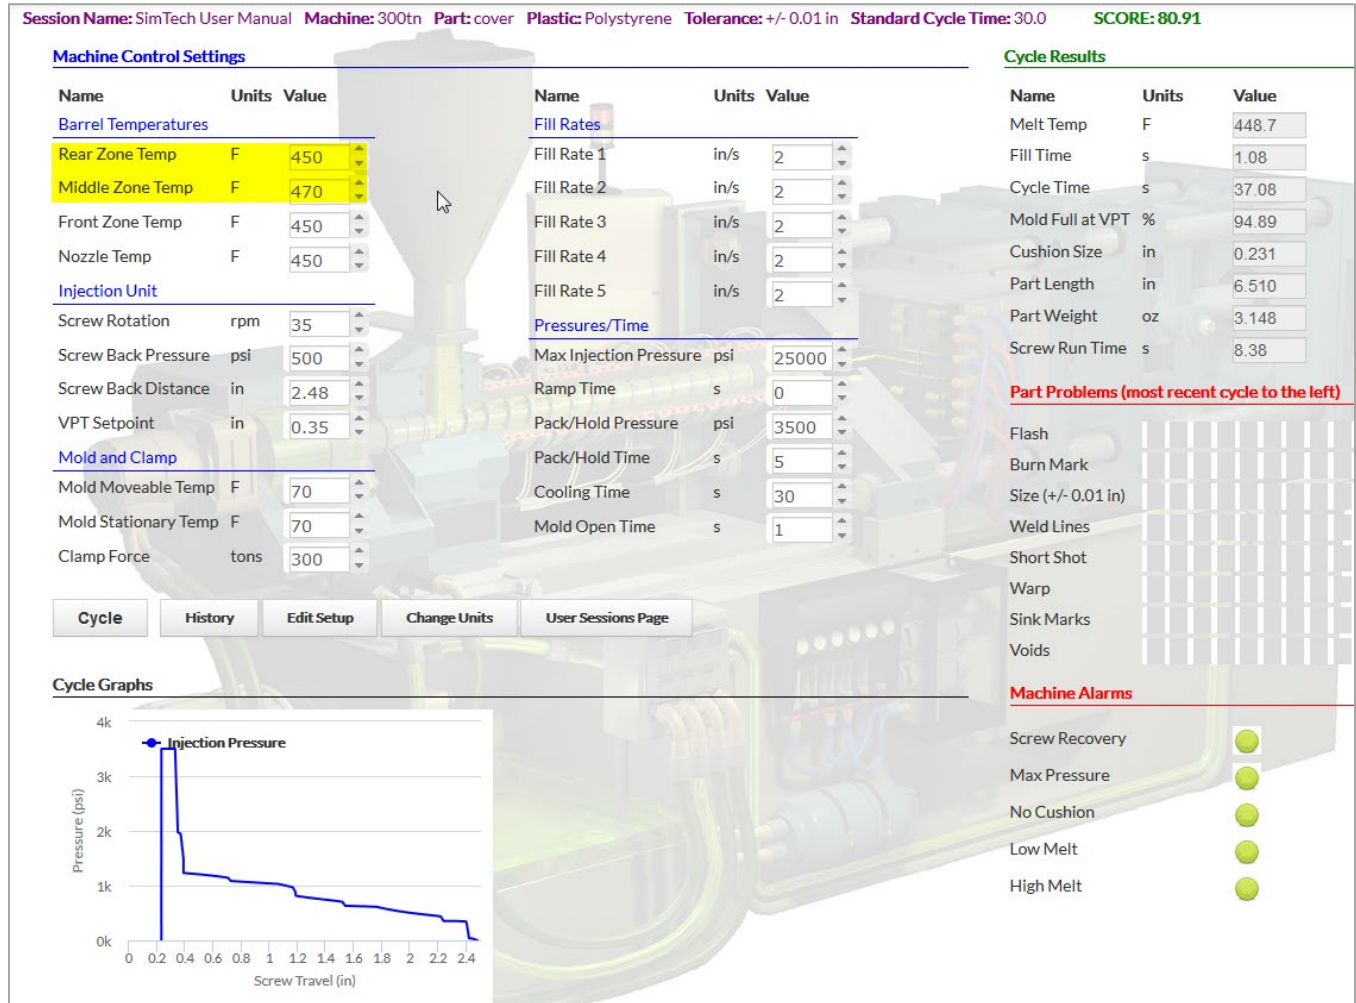 Session Name: SimTech User Manual Machine: 300tn Part: cover Plastic: Polystyrene Tolerance: +/- 0.01 in Standard Cycle Time: 30.0 SCORE: 80.91
Machine Control Settings
Name Units Value
Barrel Temperatures
Rear Zone Temp F 450
Middle Zone Temp F 470
Front Zone Temp F 450
Nozzle Temp F 450
Injection Unit
Screw Rotation rpm 35
Screw Back Pressure psi 500
Screw Back Distance in 2.48
VPT Setpoint in 0.35
Mold and Clamp
Mold Moveable Temp F 70
Mold Stationary Temp F 70
Clamp Force tons 300
Name Units Value
Fill Rates
Fill Rate 1 in/s 2
Fill Rate 2 in/s 2
Fill Rate 3 in/s 2
Fill Rate 4 in/s 2
Fill Rate 5 in/s 2
Pressures/Time
Max Injection Pressure psi 25000
Ramp Time s 0
Pack/Hold Pressure psi 3500
Pack/Hold Time s 5
Cooling Time s 30
Mold Open Time s 1
Cycle History Edit Setup Change Units User Sessions Page
Cycle Graphs
Injection Pressure
4k
3k
2k
1k
0k
Pressure (psi)
0 0.2 0.4 0.6 0.8 1 1.2 1.4 1.6 1.8 2 2.2 2.4
Screw Travel (in)
Cycle Results
Name Units Value
Melt Temp F 448.7
Fill Time s 1.08
Cycle Time s 37.08
Mold Full at VPT % 94.89
Cushion Size in 0.231
Part Length in 6.510
Part Weight oz 3.148
Screw Run Time s 8.38
Part Problems (most recent cycle to the left)
Flash
Burn Mark
Size (+/- 0.01 in)
Weld Lines
Short Shot
Warp
Sink Marks
Voids
Machine Alarms
Screw Recovery
Max Pressure
No Cushion
Low Melt
High Melt